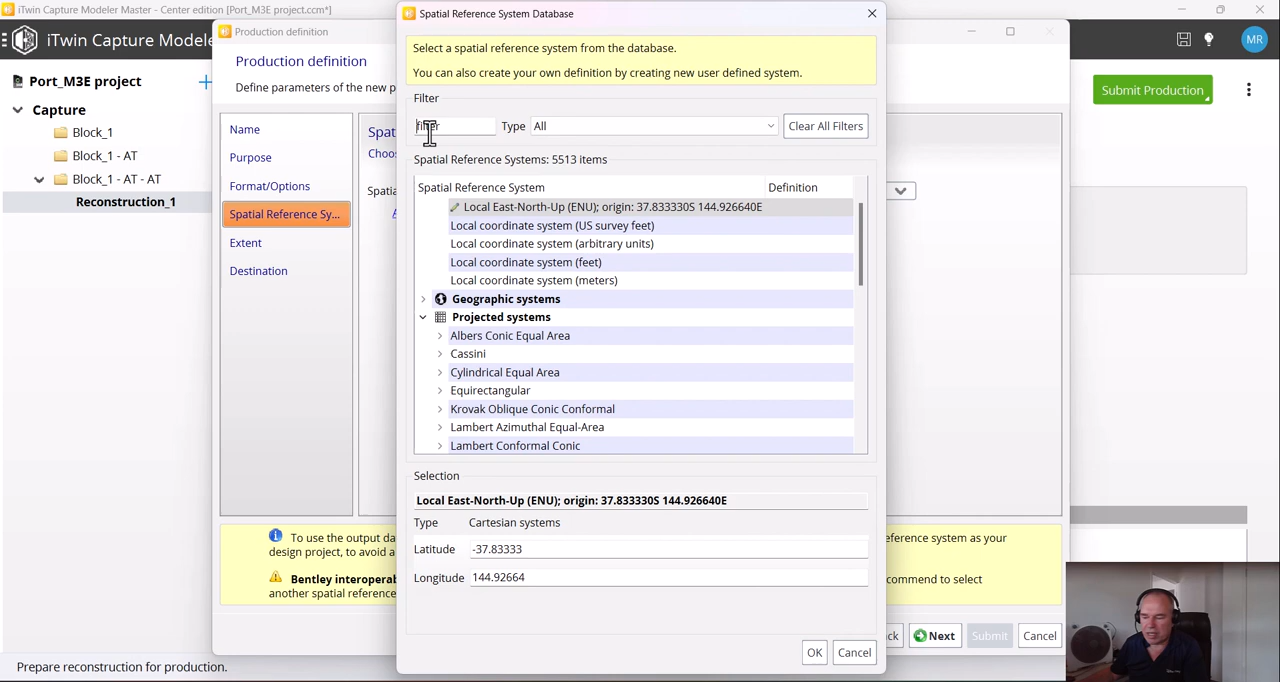 iTwin Capture Modeler Master - Center edition [Port_M3E project.ccm*]
iTwin Capture Modele
MR
Port_M3E project
Capture
Block_1
Block_1 - AT
Block_1 - AT - AT
Reconstruction_1
Submit Production
Prepare reconstruction for production.
Production definition
Production definition
Define parameters of the new p
Name
Purpose
Format/Options
Spatial Reference Sy...
Extent
Destination
Spat
Choo
Spatia
To use the output da
design project, to avoid a
eference system as your
Bentley interoperab
another spatial reference
commend to select
Next
Submit
Cancel
Spatial Reference System Database
Select a spatial reference system from the database.
You can also create your own definition by creating new user defined system.
Filter
filter
Type
All
Clear All Filters
Spatial Reference Systems: 5513 items
Spatial Reference System
Definition
Local East-North-Up (ENU); origin: 37.833330S 144.926640E
Local coordinate system (US survey feet)
Local coordinate system (arbitrary units)
Local coordinate system (feet)
Local coordinate system (meters)
Geographic systems
Projected systems
Albers Conic Equal Area
Cassini
Cylindrical Equal Area
Equirectangular
Krovak Oblique Conic Conformal
Lambert Azimuthal Equal-Area
Lambert Conformal Conic
Selection
Local East-North-Up (ENU); origin: 37.833330S 144.926640E
Type
Cartesian systems
Latitude
-37.83333
Longitude
144.92664
OK
Cancel